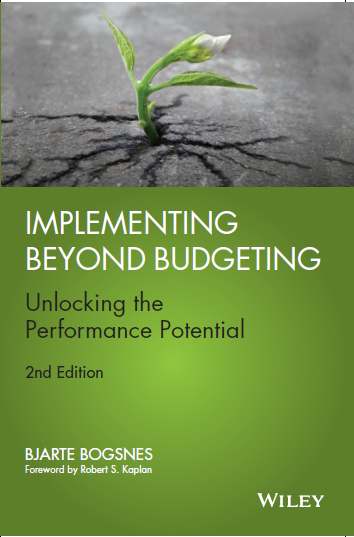 IMPLEMENTING
BEYOND BUDGETING
Unlocking the
Performance Potential
2nd Edition
BJARTE BOGSNES
Foreword by Robert S. Kaplan
WILEY